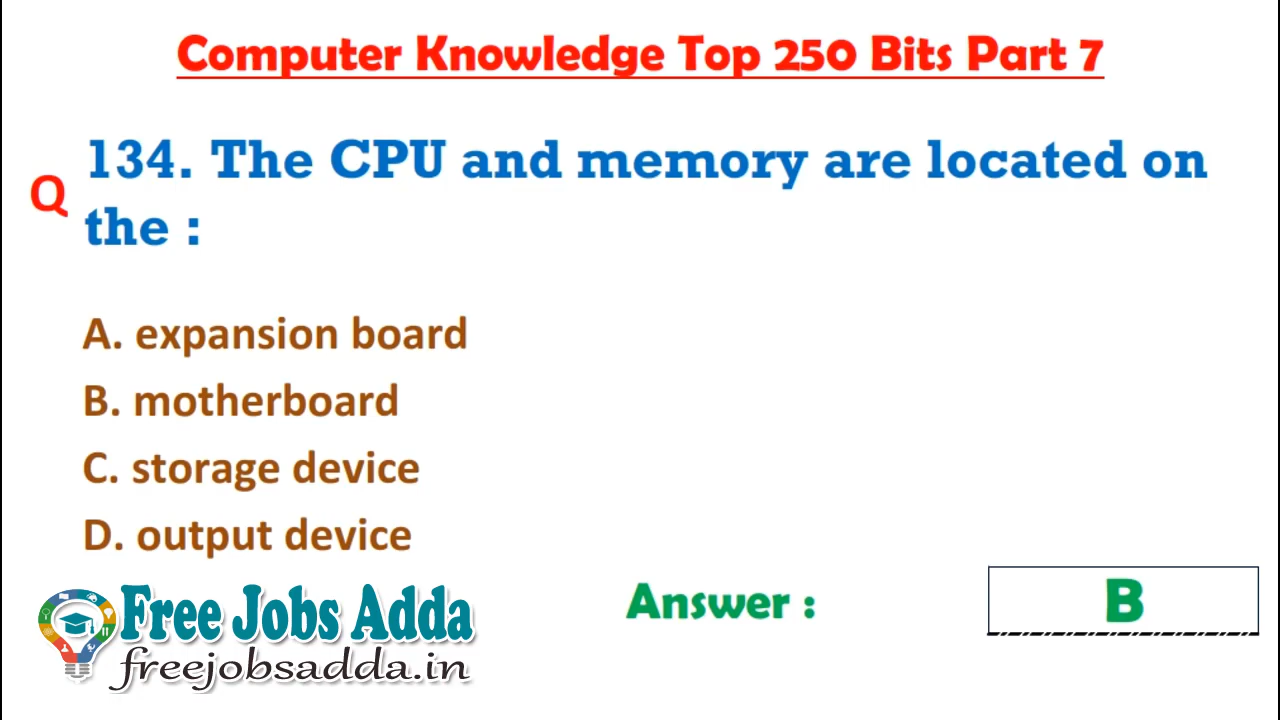 Computer Knowledge Top 250 Bits Part 7
Q
134. The CPU and memory are located on
the :
A. expansion board
B. motherboard
C. storage device
D. output device
Free Jobs Adda
freejobsadda.in
Answer :
B